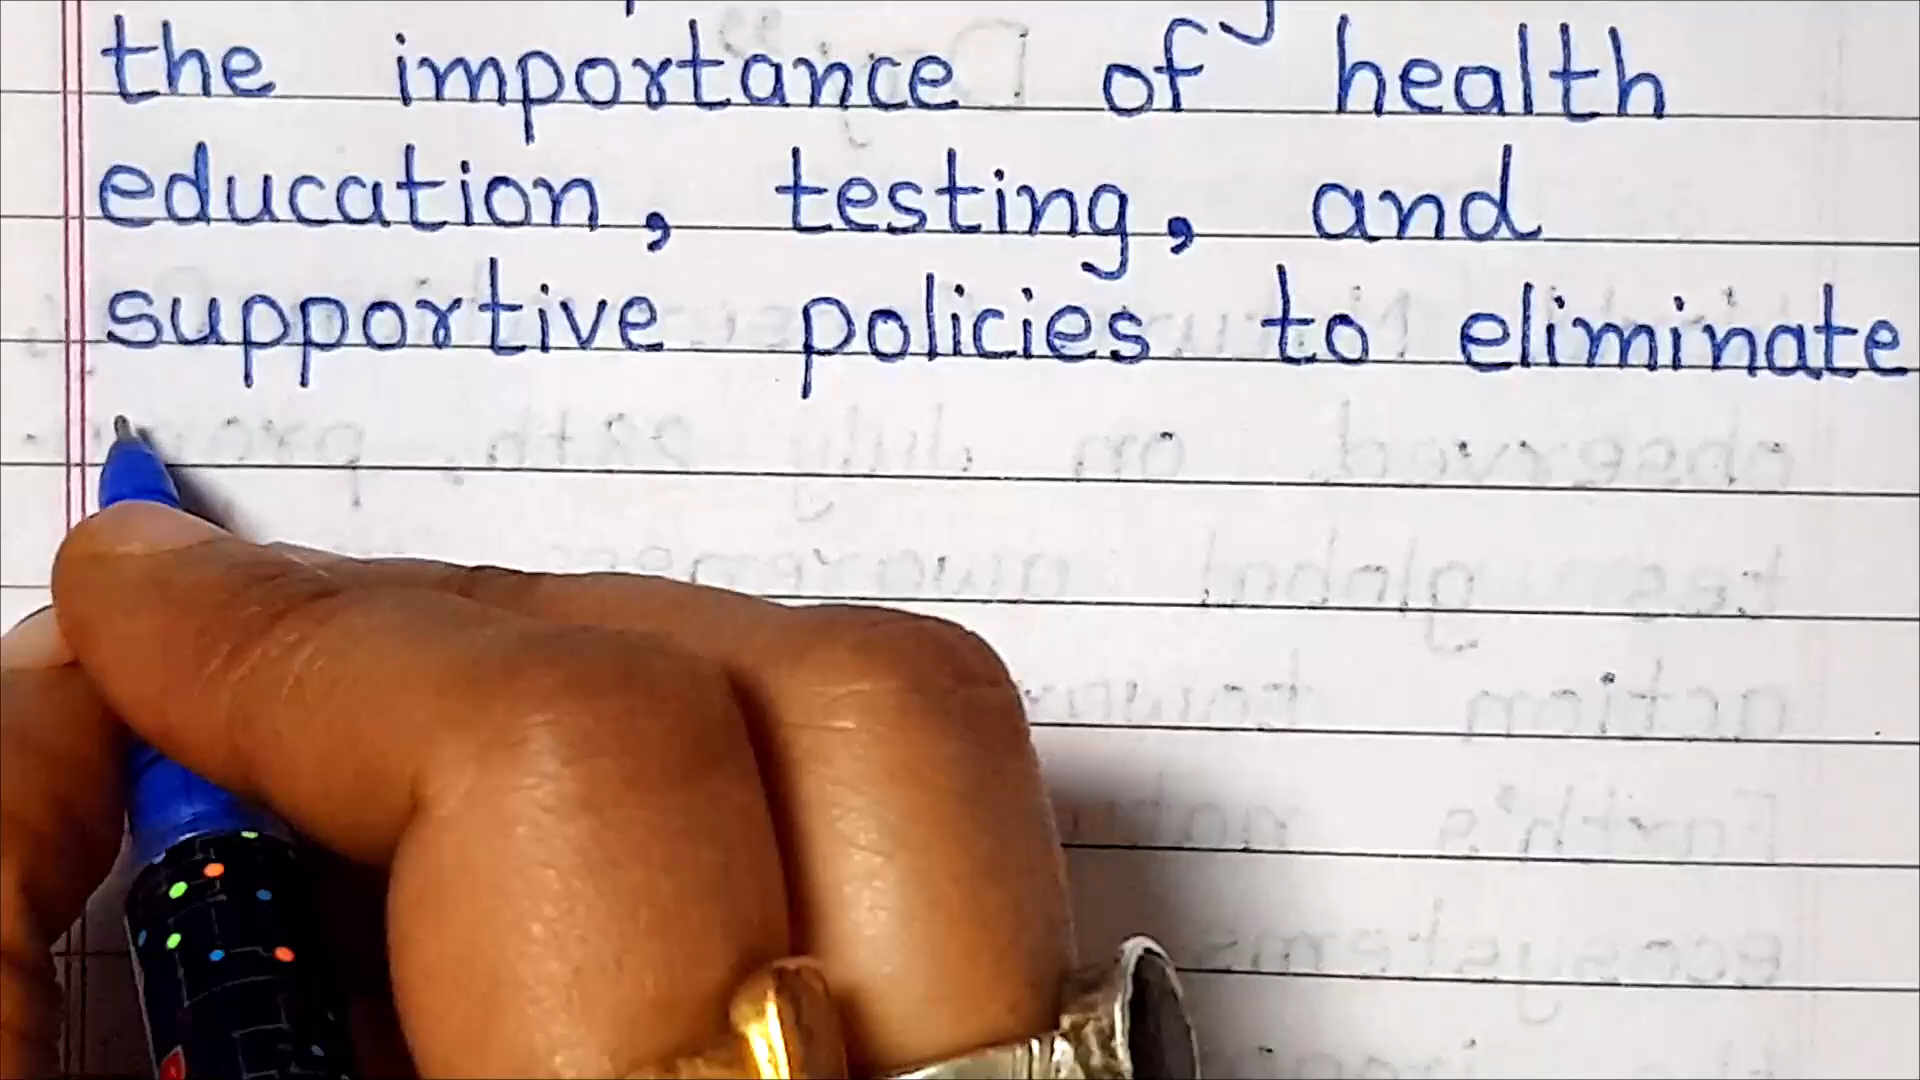 the importance of health
education, testing, and
supportive policies to eliminate